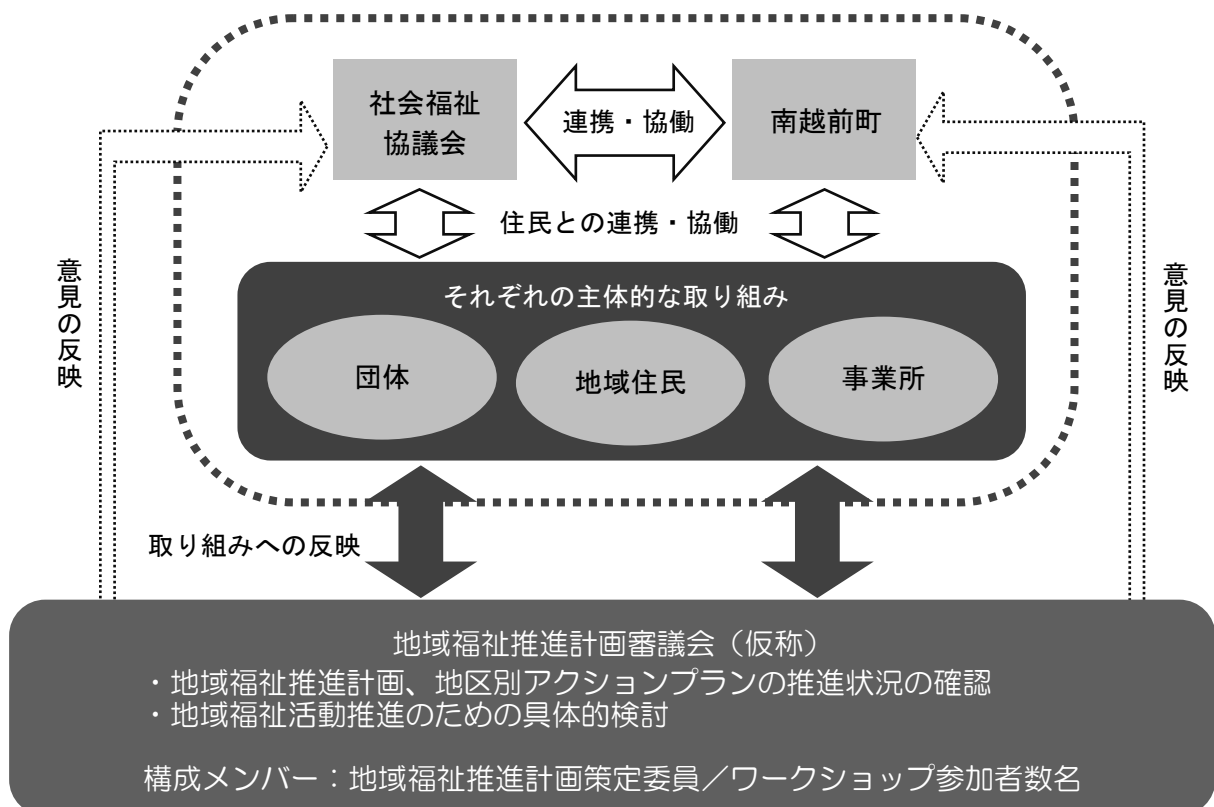 社会福祉
協議会
連携・協働
南越前町
住民との連携・協働
意見の反映
意見の反映
それぞれの主体的な取り組み
団体
地域住民
事業所
取り組みへの反映
地域福祉推進計画審議会（仮称）
・地域福祉推進計画、地区別アクションプランの推進状況の確認
・地域福祉活動推進のための具体的検討
構成メンバー：地域福祉推進計画策定委員／ワークショップ参加者数名